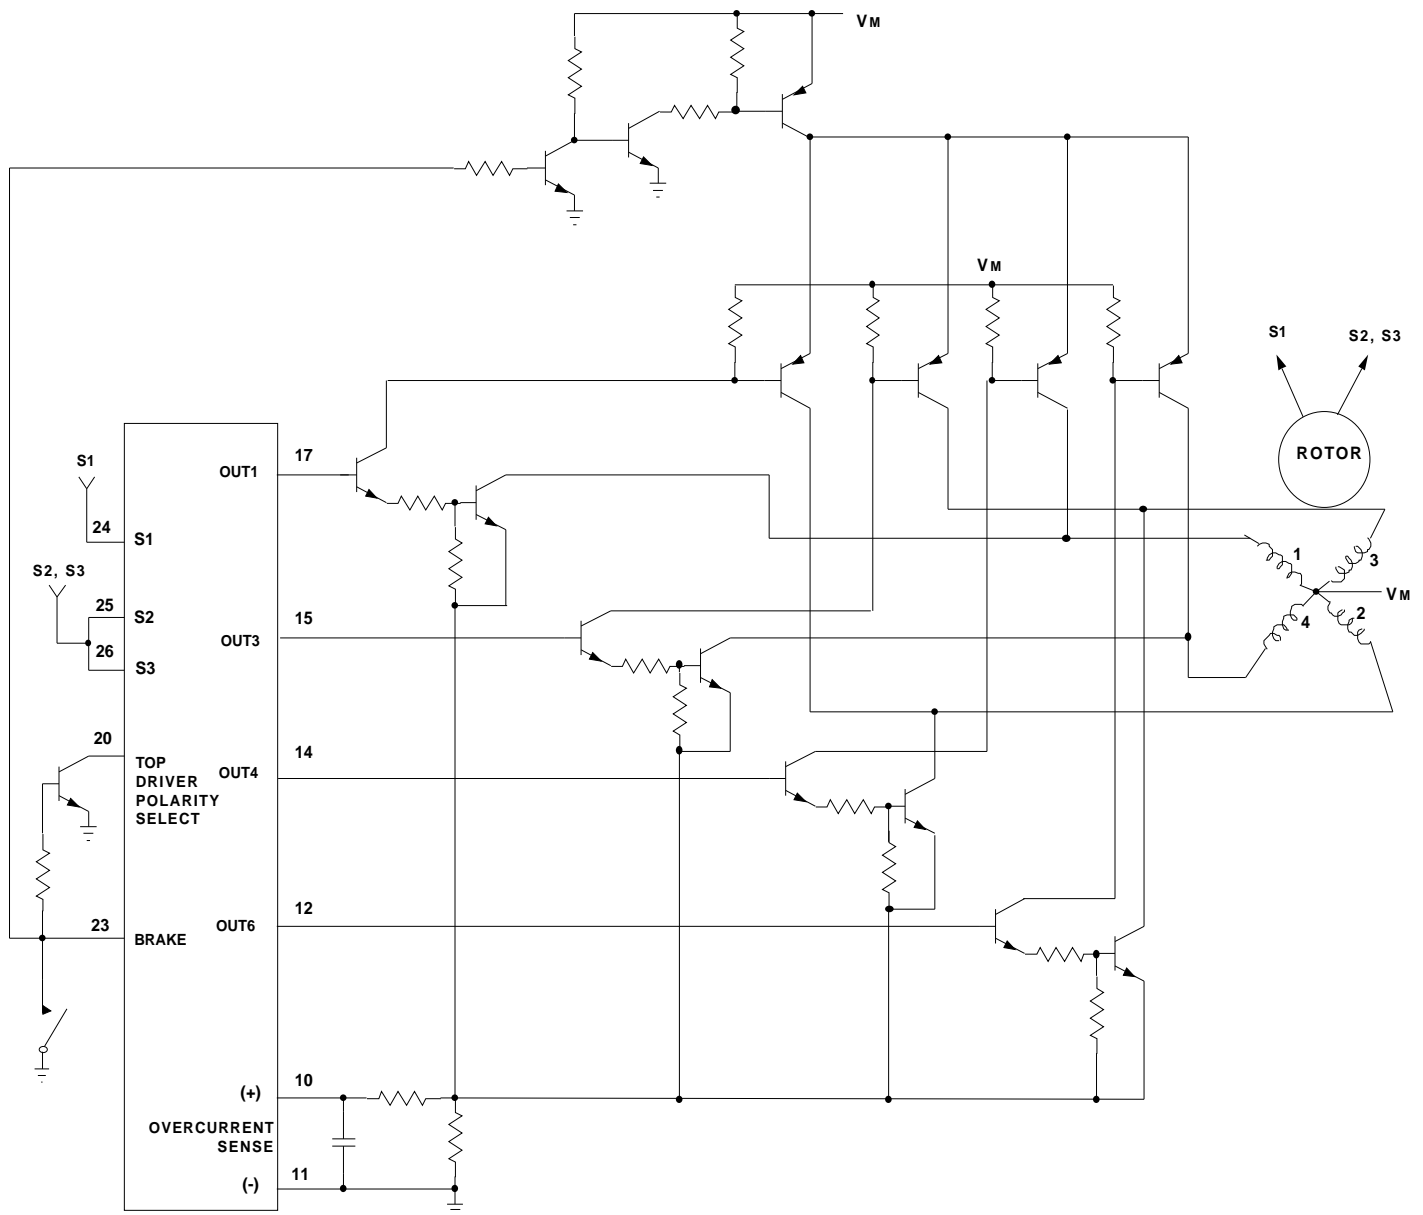 VM
VM
S1
S2, S3
ROTOR
17
OUT1
S1
24
S1
S2, S3
25
S2
26
S3
15
OUT3
1
3
VM
4
2
20
TOP
DRIVER
POLARITY
SELECT
14
OUT4
12
OUT6
23
BRAKE
10
(+)
OVERCURRENT
SENSE
11
(-)